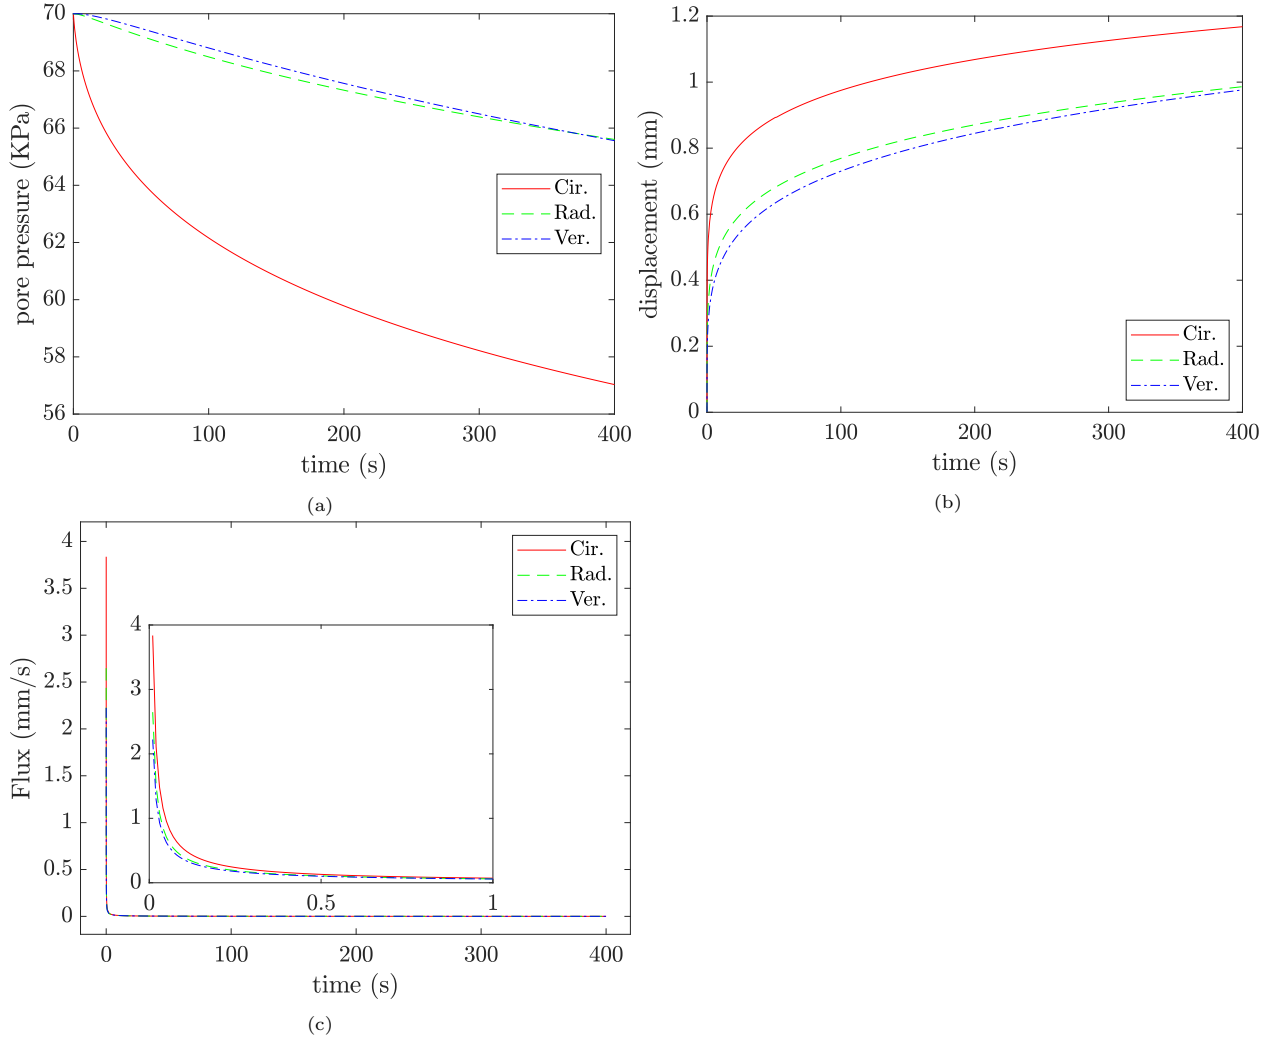 70
68
66
64
62
60
58
56
pore pressure (KPa)
0 100 200 300 400
time (s)
Cir.
Rad.
Ver.
(a)
1.2
1
0.8
0.6
0.4
0.2
0
displacement (mm)
0 100 200 300 400
time (s)
Cir.
Rad.
Ver.
(b)
4
3.5
3
2.5
2
1.5
1
0.5
0
Flux (mm/s)
0 100 200 300 400
time (s)
Cir.
Rad.
Ver.
4
3
2
1
0
0 0.5 1
(c)